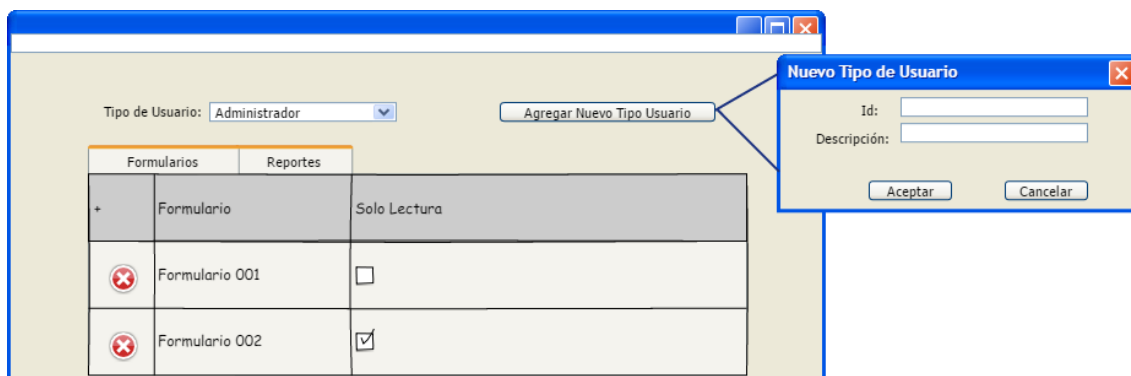 Nuevo Tipo de Usuario
Id:
Descripción:
Aceptar Cancelar
Tipo de Usuario: Administrador Agregar Nuevo Tipo Usuario
Formularios Reportes
+ Formulario Solo Lectura
Formulario 001
Formulario 002